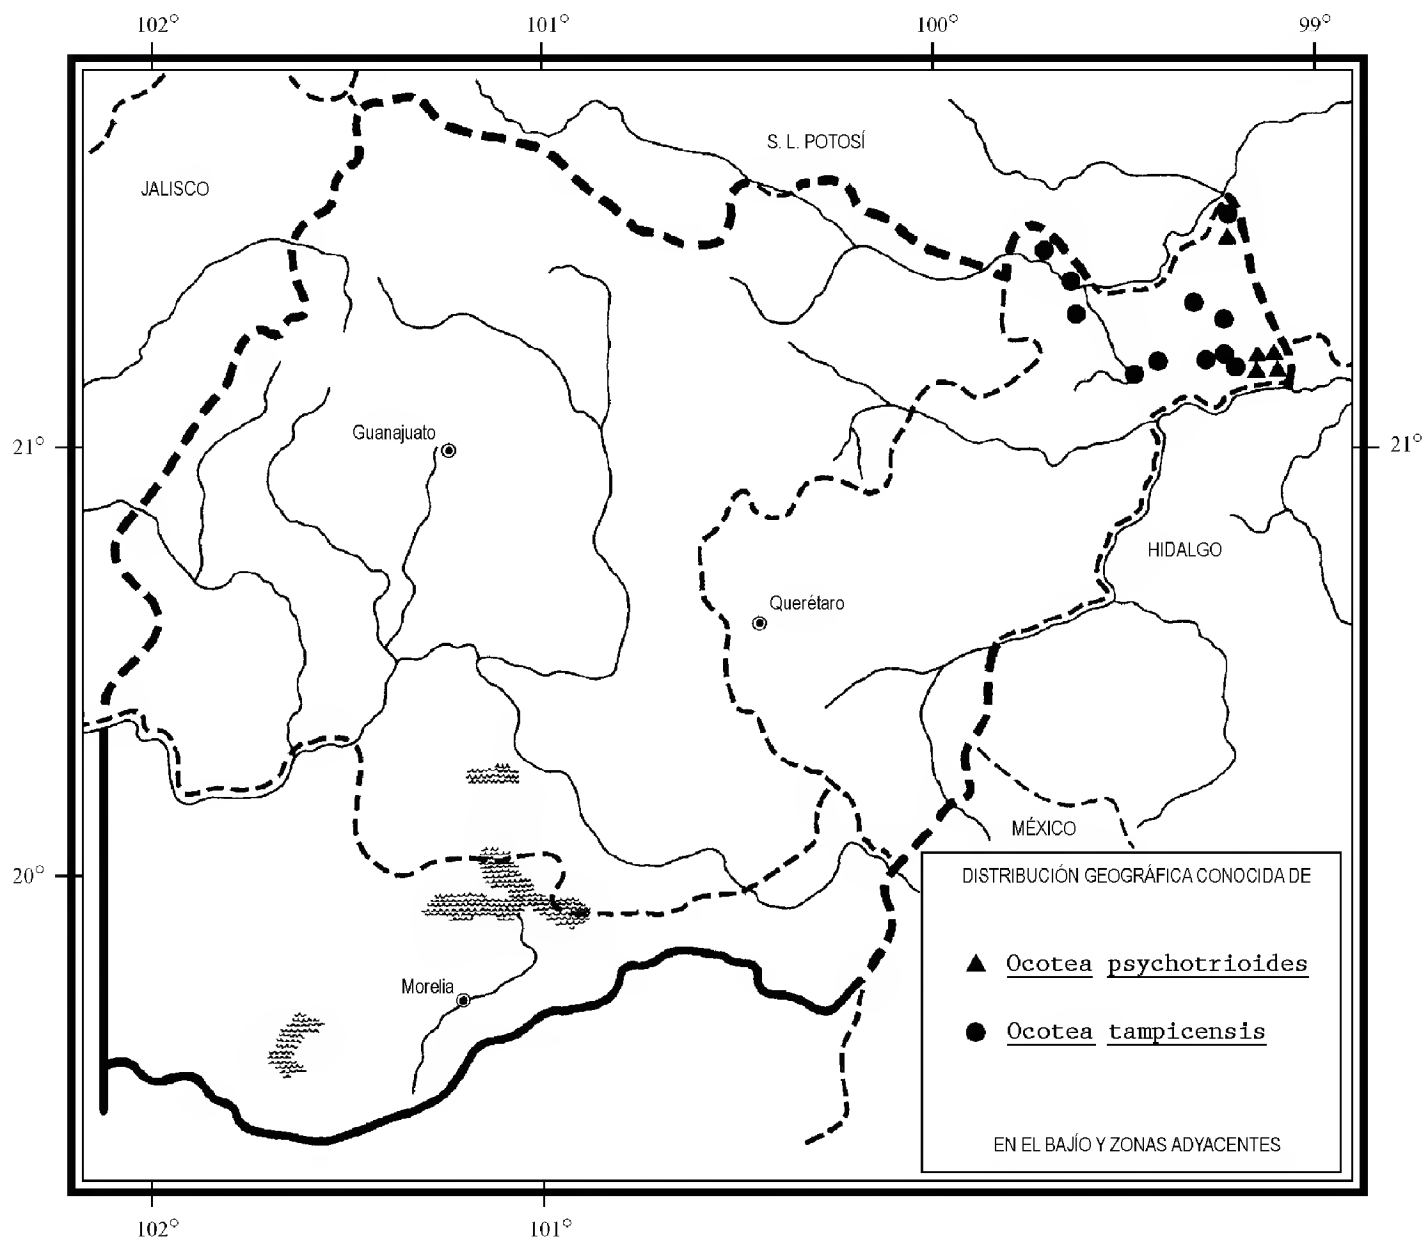 102° 101° 100° 99°
S. L. POTOSÍ
JALISCO
Guanajuato
21° 21°
HIDALGO
Querétaro
MÉXICO
20°
DISTRIBUCIÓN GEOGRÁFICA CONOCIDA DE
Ocotea psychotrioides
Morelia
Ocotea tampicensis
EN EL BAJÍO Y ZONAS ADYACENTES
102° 101°